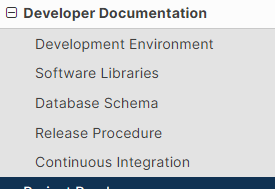 Developer Documentation
Development Environment
Software Libraries
Database Schema
Release Procedure
Continuous Integration